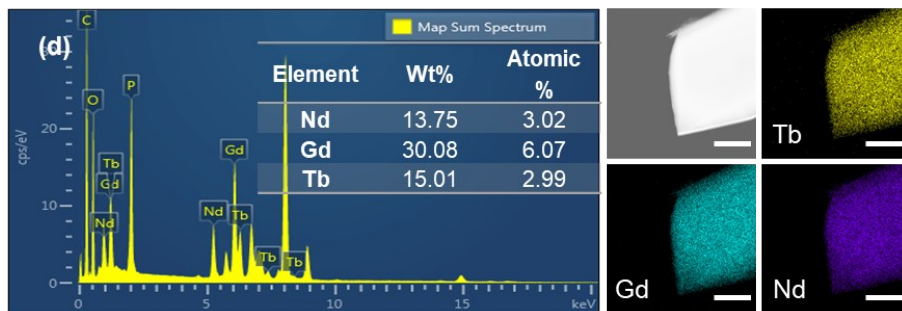 (d)
Map Sum Spectrum
C
O
P
Tb
Gd
Nd
Nd
Gd
Tb
Tb
Tb
cps/eV
20
10
0
0
5
10
15
keV
Element Wt% Atomic %
Nd 13.75 3.02
Gd 30.08 6.07
Tb 15.01 2.99
Tb
Gd
Nd